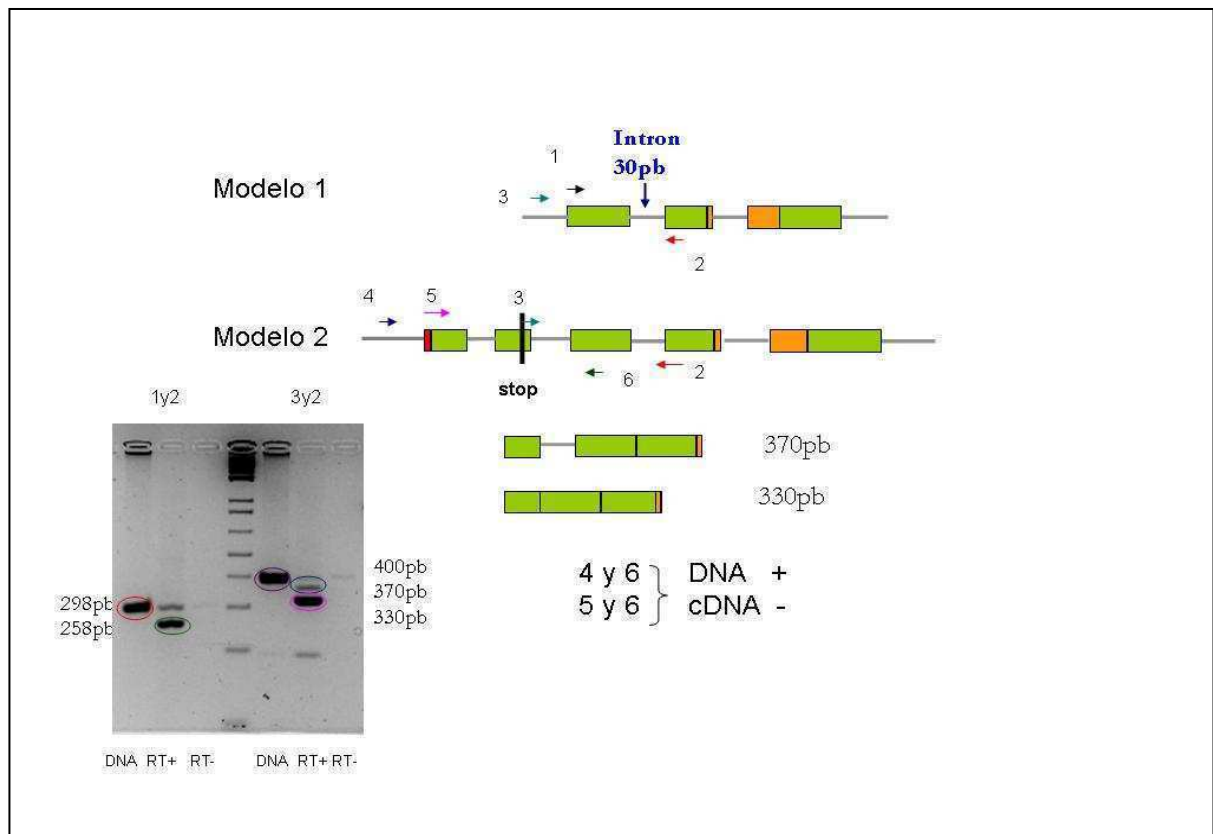 Intron
30pb
1
3
Modelo 1
2
4
5
3
Modelo 2
6
2
stop
1y2
3y2
370pb
330pb
400pb
370pb
330pb
298pb
258pb
4 y 6 DNA +
5 y 6 cDNA -
DNA RT+ RT- DNA RT+ RT-